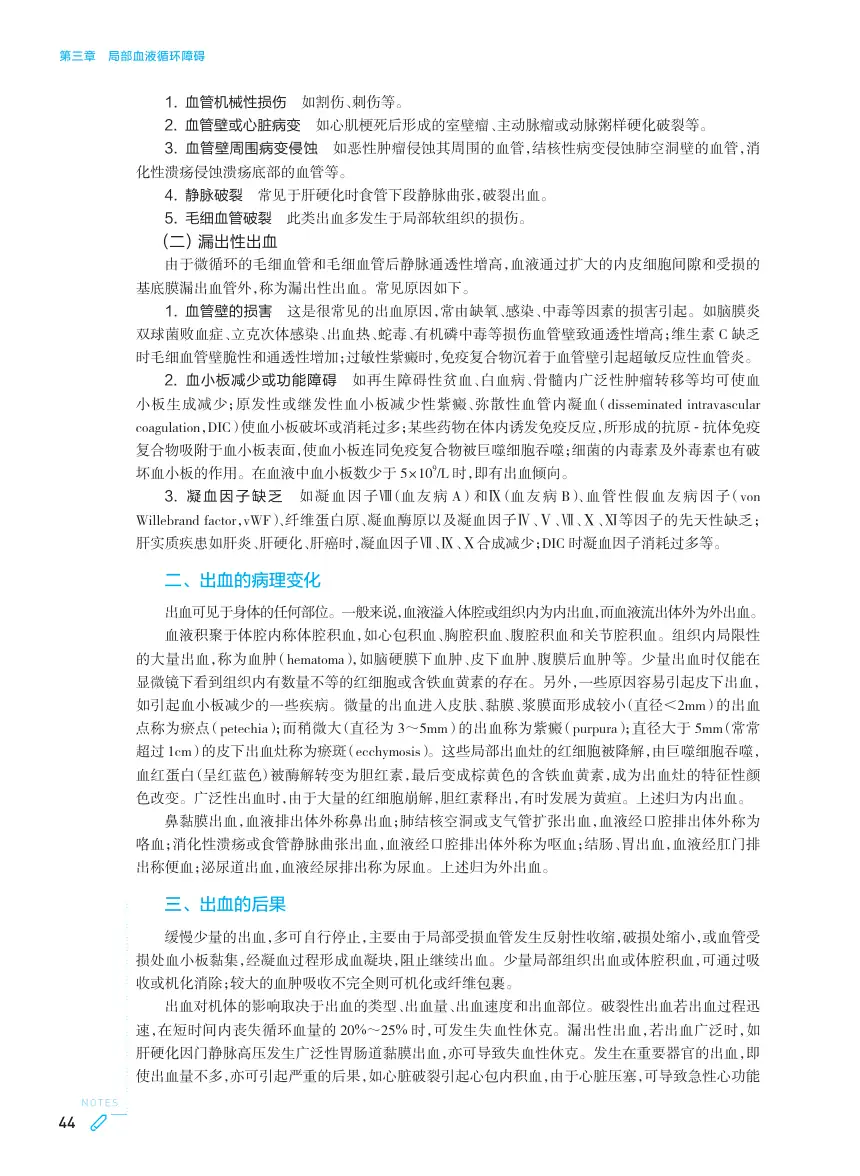 第三章 局部血液循环障碍
1. 血管机械性损伤 如割伤、刺伤等。
2. 血管壁或心脏病变 如心肌梗死后形成的室壁瘤、主动脉瘤或动脉粥样硬化破裂等。
3. 血管壁周围病变侵蚀 如恶性肿瘤侵蚀其周围的血管,结核性病变侵蚀肺空洞壁的血管,消
化性溃疡侵蚀溃疡底部的血管等。
4. 静脉破裂 常见于肝硬化时食管下段静脉曲张,破裂出血。
5. 毛细血管破裂 此类出血多发生于局部软组织的损伤。
(二)漏出性出血
由于微循环的毛细血管和毛细血管后静脉通透性增高,血液通过扩大的内皮细胞间隙和受损的
基底膜漏出血管外,称为漏出性出血。常见原因如下。
1. 血管壁的损害 这是很常见的出血原因,常由缺氧、感染、中毒等因素的损害引起。如脑膜炎
双球菌败血症、立克次体感染、出血热、蛇毒、有机磷中毒等损伤血管壁致通透性增高;维生素 C 缺乏
时毛细血管壁脆性和通透性增加;过敏性紫癜时,免疫复合物沉着于血管壁引起超敏反应性血管炎。
2. 血小板减少或功能障碍 如再生障碍性贫血、白血病、骨髓内广泛性肿瘤转移等均可使血
小板生成减少;原发性或继发性血小板减少性紫癜、弥散性血管内凝血(disseminated intravascular
coagulation,DIC)使血小板破坏或消耗过多;某些药物在体内诱发免疫反应,所形成的抗原 - 抗体免疫
复合物吸附于血小板表面,使血小板连同免疫复合物被巨噬细胞吞噬;细菌的内毒素及外毒素也有破
坏血小板的作用。在血液中血小板数少于 5×10⁹/L 时,即有出血倾向。
3. 凝血因子缺乏 如凝血因子Ⅷ(血友病 A)和Ⅸ(血友病 B)、血管性假血友病因子(von
Willebrand factor,vWF)、纤维蛋白原、凝血酶原以及凝血因子Ⅳ、Ⅴ、Ⅶ、Ⅹ、Ⅺ等因子的先天性缺乏;
肝实质疾患如肝炎、肝硬化、肝癌时,凝血因子Ⅶ、Ⅸ、Ⅹ合成减少;DIC 时凝血因子消耗过多等。
二、出血的病理变化
出血可见于身体的任何部位。一般来说,血液溢入体腔或组织内为内出血,而血液流出体外为外出血。
血液积聚于体腔内称体腔积血,如心包积血、胸腔积血、腹腔积血和关节腔积血。组织内局限性
的大量出血,称为血肿(hematoma),如脑硬膜下血肿、皮下血肿、腹膜后血肿等。少量出血时仅能在
显微镜下看到组织内有数量不等的红细胞或含铁血黄素的存在。另外,一些原因容易引起皮下出血,
如引起血小板减少的一些疾病。微量的出血进入皮肤、黏膜、浆膜面形成较小(直径<2mm)的出血
点称为瘀点(petechia);而稍微大(直径为 3~5mm)的出血称为紫癜(purpura);直径大于 5mm(常常
超过 1cm)的皮下出血灶称为瘀斑(ecchymosis)。这些局部出血灶的红细胞被降解,由巨噬细胞吞噬,
血红蛋白(呈红蓝色)被酶解转变为胆红素,最后变成棕黄色的含铁血黄素,成为出血灶的特征性颜
色改变。广泛性出血时,由于大量的红细胞崩解,胆红素释出,有时发展为黄疸。上述归为内出血。
鼻黏膜出血,血液排出体外称鼻出血;肺结核空洞或支气管扩张出血,血液经口腔排出体外称为
咯血;消化性溃疡或食管静脉曲张出血,血液经口腔排出体外称为呕血;结肠、胃出血,血液经肛门排
出称便血;泌尿道出血,血液经尿排出称为尿血。上述归为外出血。
三、出血的后果
缓慢少量的出血,多可自行停止,主要由于局部受损血管发生反射性收缩,破损处缩小,或血管受
损处血小板黏集,经凝血过程形成血凝块,阻止继续出血。少量局部组织出血或体腔积血,可通过吸
收或机化消除;较大的血肿吸收不完全则可机化或纤维包裹。
出血对机体的影响取决于出血的类型、出血量、出血速度和出血部位。破裂性出血若出血过程迅
速,在短时间内丧失循环血量的 20%~25% 时,可发生失血性休克。漏出性出血,若出血广泛时,如
肝硬化因门静脉高压发生广泛性胃肠道黏膜出血,亦可导致失血性休克。发生在重要器官的出血,即
使出血量不多,亦可引起严重的后果,如心脏破裂引起心包内积血,由于心脏压塞,可导致急性心功能
NOTES
44